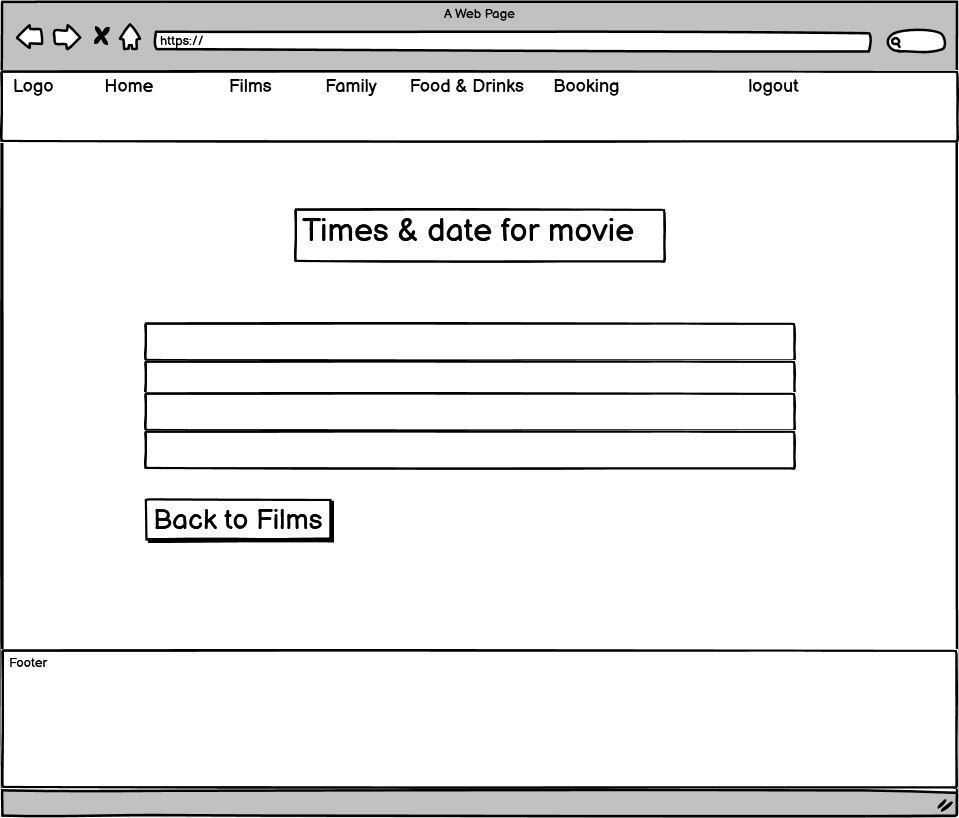 A Web Page
https://
Logo Home Films Family Food & Drinks Booking logout
Times & date for movie
Back to Films
Footer